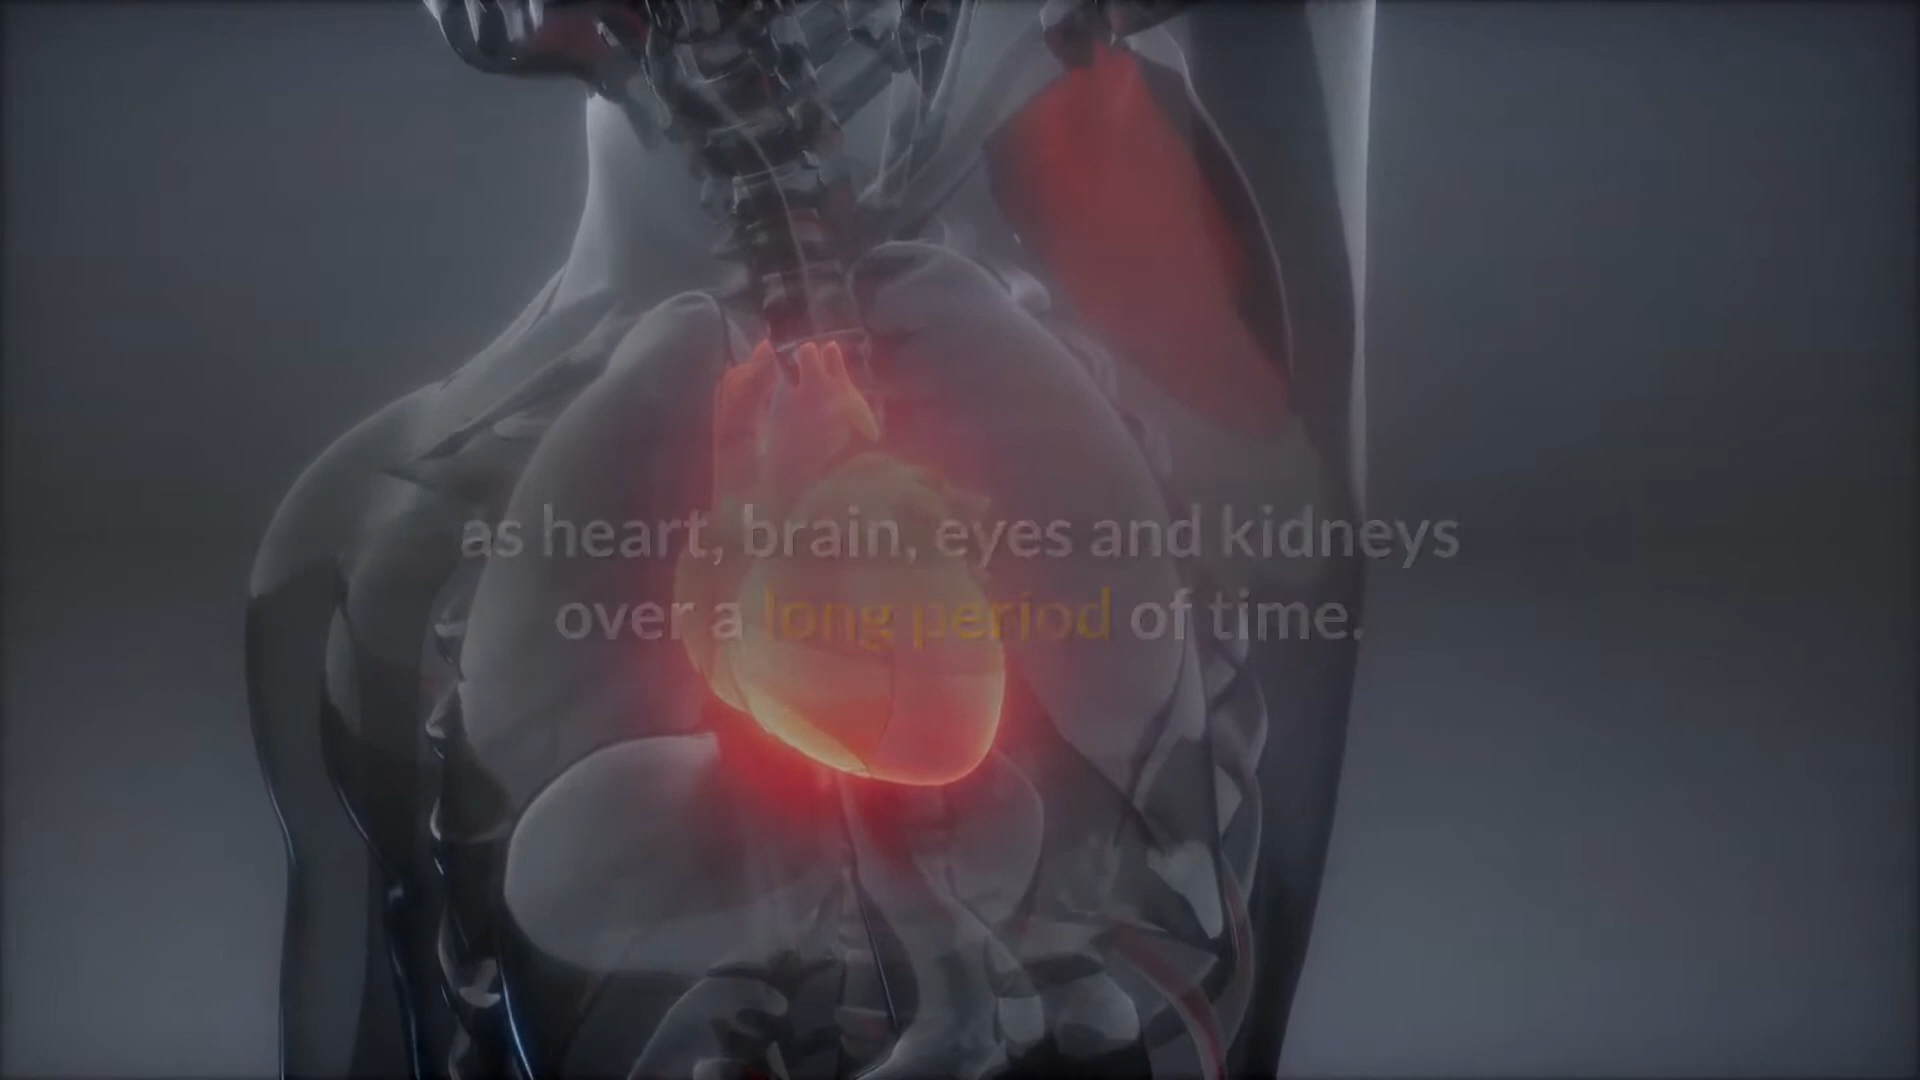 as heart, brain, eyes and kidneys
over a long period of time.